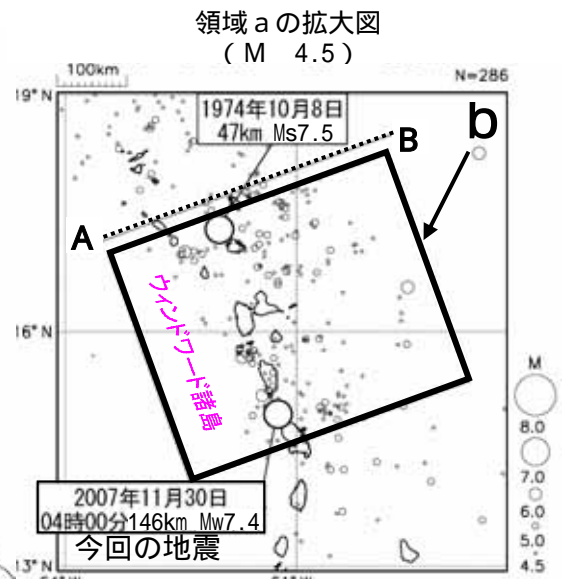 領域ａの拡大図
（Ｍ　4.5）
100km
N=286
19°N
1974年10月8日
47km Ms7.5
B
b
A
ウィンドワード諸島
16°N
M
8.0
7.0
6.0
5.0
4.5
2007年11月30日
04時00分146km Mw7.4
今回の地震
13°N